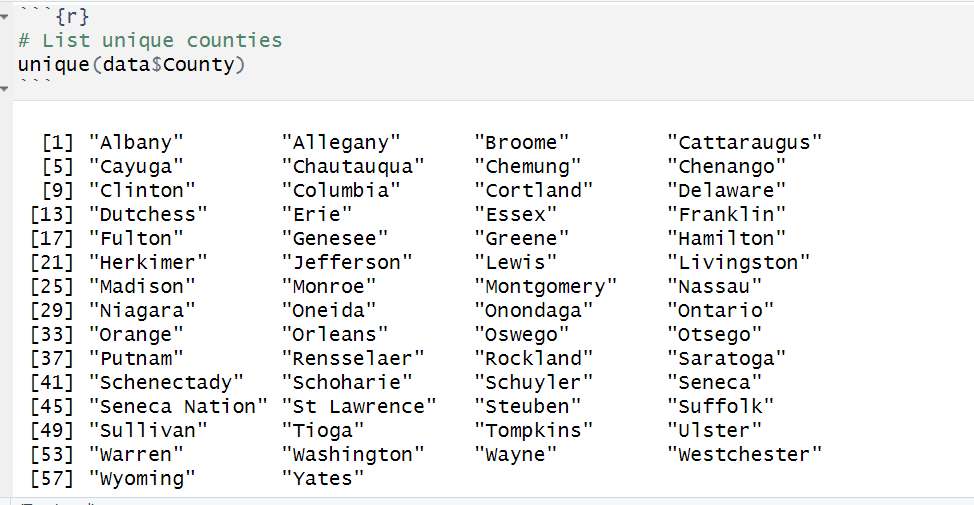 ```{r}
# List unique counties
unique(data$County)
```
[1] "Albany" "Allegany" "Broome" "Cattaraugus"
[5] "Cayuga" "Chautauqua" "Chemung" "Chenango"
[9] "Clinton" "Columbia" "Cortland" "Delaware"
[13] "Dutchess" "Erie" "Essex" "Franklin"
[17] "Fulton" "Genesee" "Greene" "Hamilton"
[21] "Herkimer" "Jefferson" "Lewis" "Livingston"
[25] "Madison" "Monroe" "Montgomery" "Nassau"
[29] "Niagara" "Oneida" "Onondaga" "Ontario"
[33] "Orange" "Orleans" "Oswego" "Otsego"
[37] "Putnam" "Rensselaer" "Rockland" "Saratoga"
[41] "Schenectady" "Schoharie" "Schuyler" "Seneca"
[45] "Seneca Nation" "St Lawrence" "Steuben" "Suffolk"
[49] "Sullivan" "Tioga" "Tompkins" "Ulster"
[53] "Warren" "Washington" "Wayne" "Westchester"
[57] "Wyoming" "Yates"